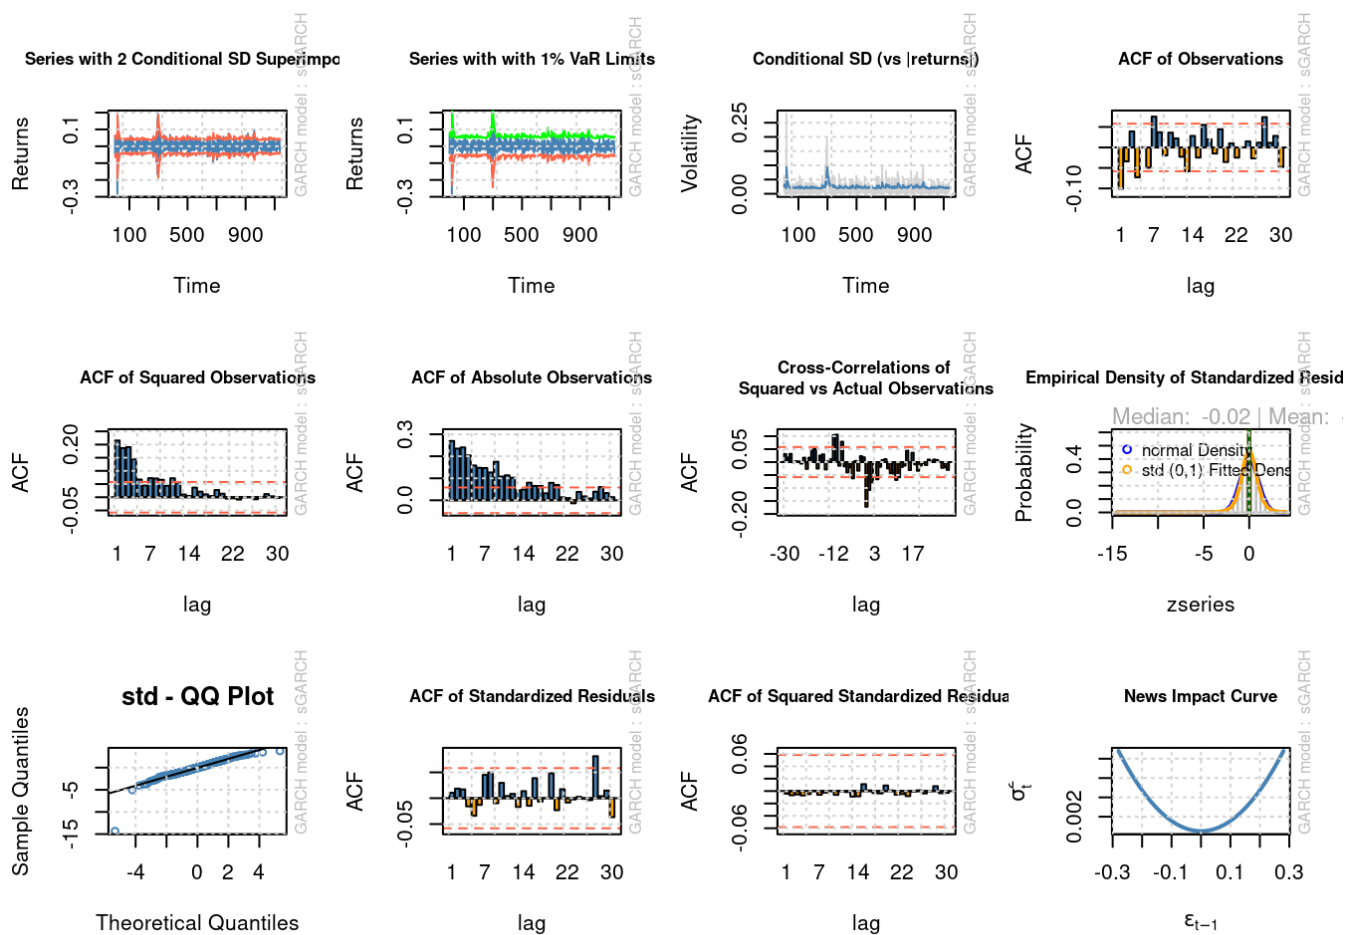 Series with 2 Conditional SD Superimpo
Returns
0.1
-0.3
100 500 900
Time
GARCH model : sGARCH
Series with with 1% VaR Limits
Returns
0.1
-0.3
100 500 900
Time
GARCH model : sGARCH
Conditional SD (vs |returns|)
Volatility
0.25
0.00
100 500 900
Time
GARCH model : sGARCH
ACF of Observations
ACF
-0.10
1 7 14 22 30
lag
GARCH model : sGARCH
ACF of Squared Observations
ACF
0.20
-0.05
1 7 14 22 30
lag
GARCH model : sGARCH
ACF of Absolute Observations
ACF
0.3
0.0
1 7 14 22 30
lag
GARCH model : sGARCH
Cross-Correlations of
Squared vs Actual Observations
ACF
0.05
-0.20
-30 -12 3 17
lag
GARCH model : sGARCH
Empirical Density of Standardized Resid
Median: -0.02 | Mean:
Probability
0.4
0.0
normal Density
std (0,1) Fitted Dens
-15 -5 0
zseries
GARCH model : sGARCH
std - QQ Plot
Sample Quantiles
-5
-15
-4 0 2 4
Theoretical Quantiles
GARCH model : sGARCH
ACF of Standardized Residuals
ACF
-0.05
1 7 14 22 30
lag
GARCH model : sGARCH
ACF of Squared Standardized Residua
ACF
0.06
-0.06
1 7 14 22 30
lag
GARCH model : sGARCH
News Impact Curve
0.002
-0.3 -0.1 0.1 0.3
εt−1
GARCH model : sGARCH